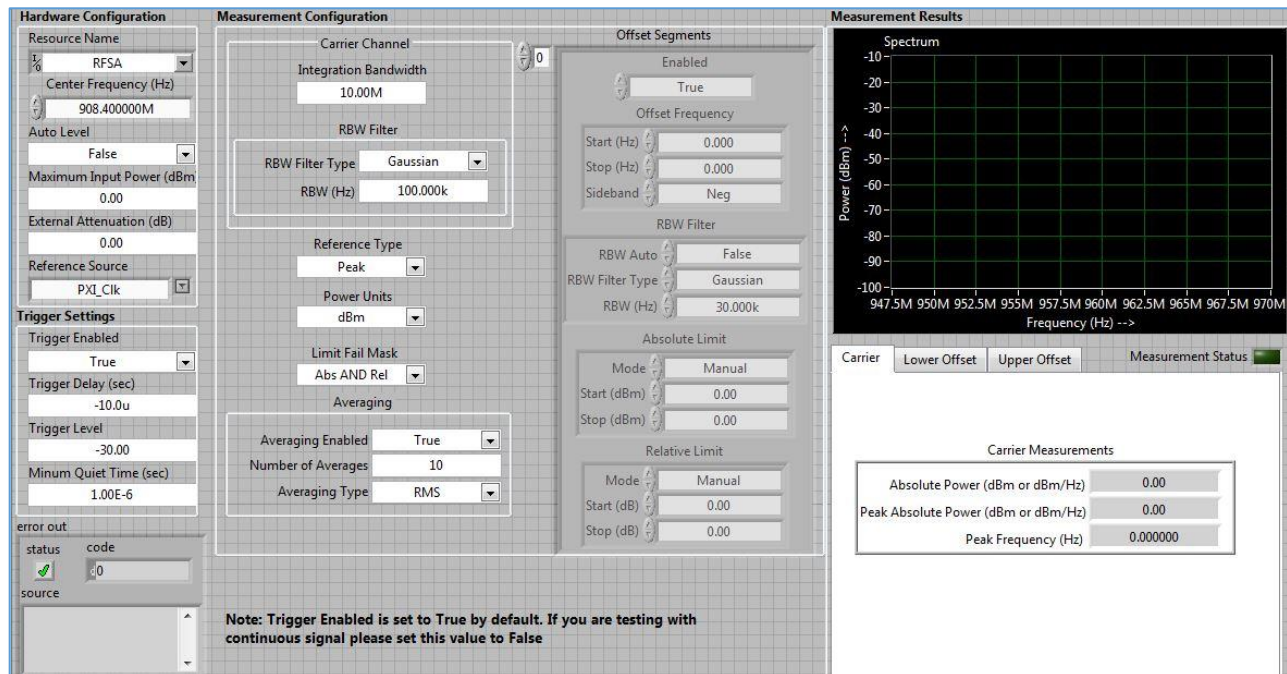 Hardware Configuration
Resource Name
I/0
RFSA
Center Frequency (Hz)
908.400000M
Auto Level
False
Maximum Input Power (dBm
0.00
External Attenuation (dB)
0.00
Reference Source
PXI_Clk
Trigger Settings
Trigger Enabled
True
Trigger Delay (sec)
-10.0u
Trigger Level
-30.00
Minum Quiet Time (sec)
1.00E-6
error out
status code
0
source
Measurement Configuration
Carrier Channel
Integration Bandwidth
10.00M
RBW Filter
RBW Filter Type Gaussian
RBW (Hz) 100.000k
Reference Type
Peak
Power Units
dBm
Limit Fail Mask
Abs AND Rel
Averaging
Averaging Enabled True
Number of Averages 10
Averaging Type RMS
0
Offset Segments
Enabled
True
Offset Frequency
Start (Hz) 0.000
Stop (Hz) 0.000
Sideband Neg
RBW Filter
RBW Auto False
RBW Filter Type Gaussian
RBW (Hz) 30.000k
Absolute Limit
Mode Manual
Start (dBm) 0.00
Stop (dBm) 0.00
Relative Limit
Mode Manual
Start (dB) 0.00
Stop (dB) 0.00
Note: Trigger Enabled is set to True by default. If you are testing with
continuous signal please set this value to False
Measurement Results
Spectrum
Power (dBm) -->
-10
-20
-30
-40
-50
-60
-70
-80
-90
-100
947.5M 950M 952.5M 955M 957.5M 960M 962.5M 965M 967.5M 970M
Frequency (Hz) -->
Carrier Lower Offset Upper Offset Measurement Status
Carrier Measurements
Absolute Power (dBm or dBm/Hz) 0.00
Peak Absolute Power (dBm or dBm/Hz) 0.00
Peak Frequency (Hz) 0.000000